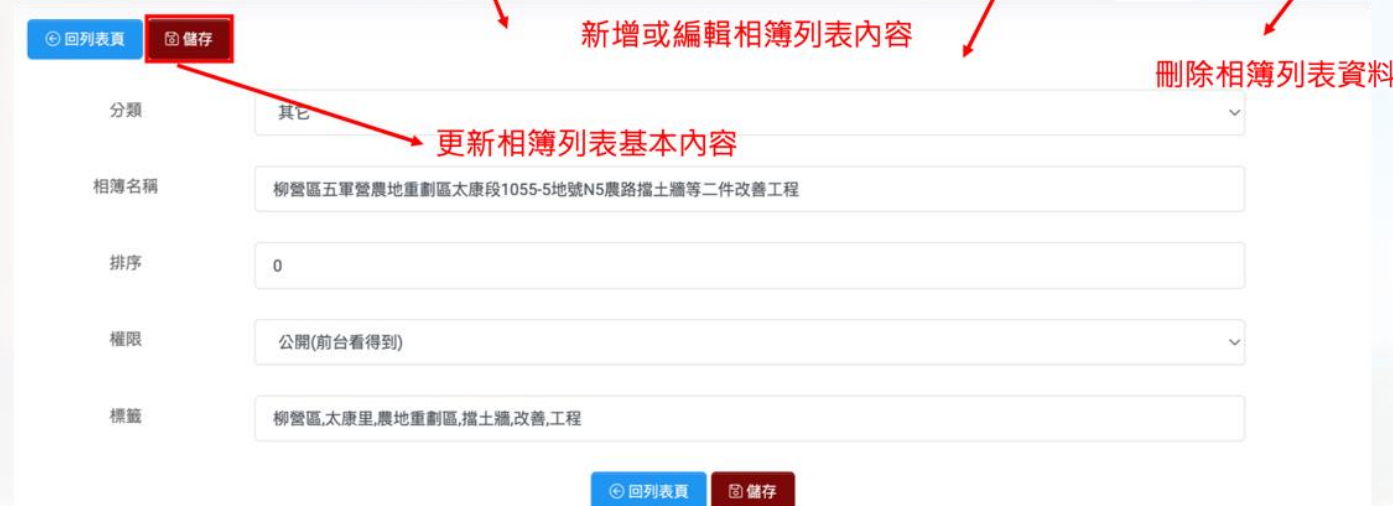 新增或編輯相簿列表內容
回列表頁 儲存
刪除相簿列表資料
分類 其它
更新相簿列表基本內容
相簿名稱 柳營區五軍營農地重劃區太康段1055-5地號N5農路擋土牆等二件改善工程
排序 0
權限 公開(前台看得到)
標籤 柳營區,太康里,農地重劃區,擋土牆,改善,工程
回列表頁 儲存